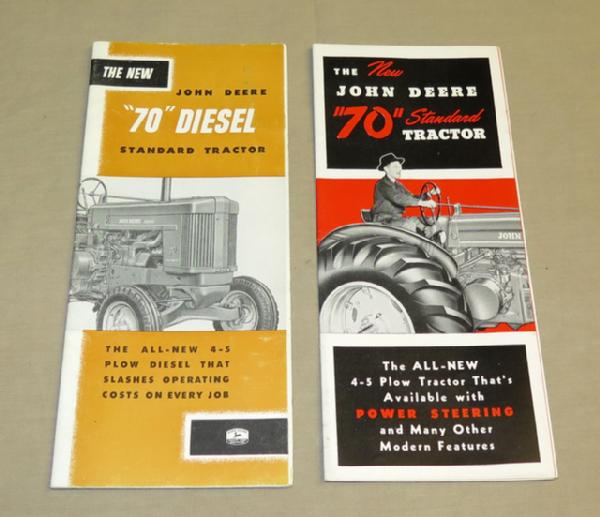 THE NEW
JOHN DEERE
"70" DIESEL
STANDARD TRACTOR
THE ALL-NEW 4-5
PLOW DIESEL THAT
SLASHES OPERATING
COSTS ON EVERY JOB
THE New
JOHN DEERE
"70" Standard
TRACTOR
JOHN
The ALL-NEW
4-5 Plow Tractor That's
Available with
POWER STEERING
and Many Other
Modern Features